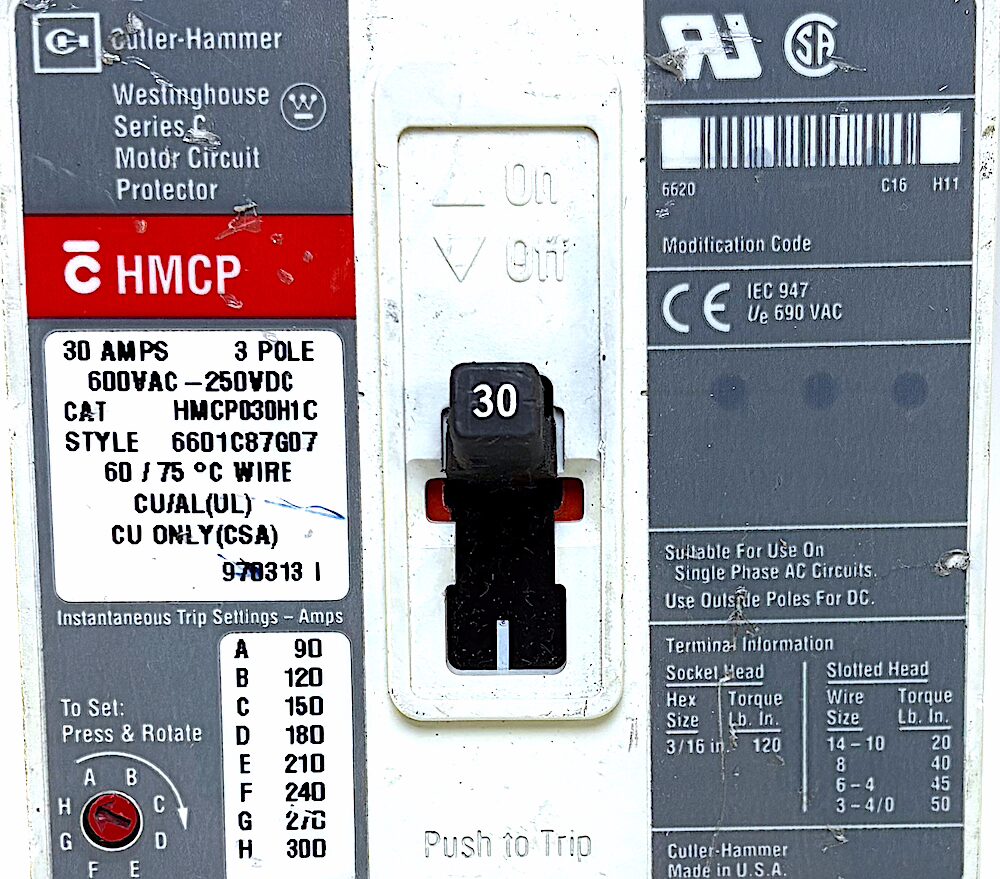 Cutler-Hammer
Westinghouse
Series C
Motor Circuit
Protector
C HMCP
30 AMPS 3 POLE
600VAC – 250VDC
CAT HMCP030H1C
STYLE 6601C87G07
60 / 75 °C WIRE
CU/AL(UL)
CU ONLY(CSA)
313 I
Instantaneous Trip Settings – Amps
A 90
B 120
C 150
D 180
E 210
F 240
G 270
H 300
To Set:
Press & Rotate
A B C D E F G H
On
Off
30
Push to Trip
RU SA
6620 C16 H11
Modification Code
CE IEC 947
Ue 690 VAC
Suitable For Use On
Single Phase AC Circuits.
Use Outside Poles For DC.
Terminal Information
Socket Head
Hex Torque
Size Lb. In.
3/16 in. 120
Slotted Head
Wire Torque
Size Lb. In.
14 – 10 20
8 40
6 – 4 45
3 – 4/0 50
Cutler-Hammer
Made in U.S.A.